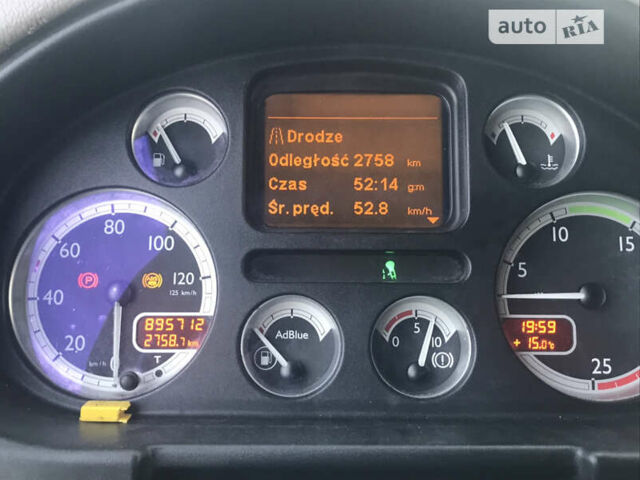 auto RIA
Drodze
Odległość 2758 km
Czas 52:14 g:m
Śr.pręd. 52.8 km/h
20 40 60 80 100 120
125 km/h
km/h
895712
2758.7 km
T
AdBlue
0 5 10
5 10 15 25
19:59
+ 15.0°c
P